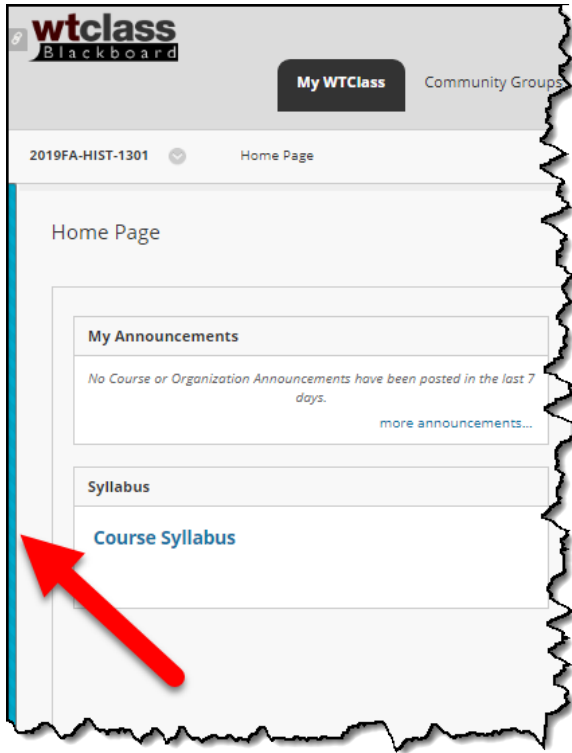 wtclass
Blackboard
My WTClass
Community Groups
2019FA-HIST-1301
Home Page
Home Page
My Announcements
No Course or Organization Announcements have been posted in the last 7
days.
more announcements...
Syllabus
Course Syllabus